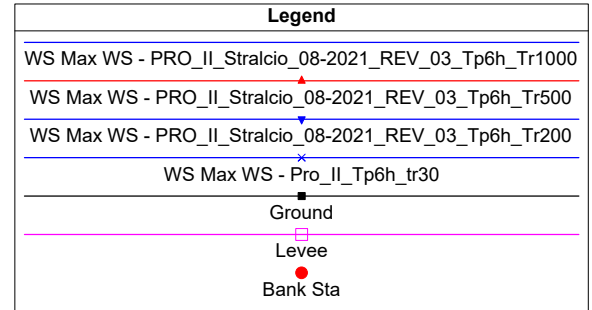 Legend
WS Max WS - PRO_II_Stralcio_08-2021_REV_03_Tp6h_Tr1000
WS Max WS - PRO_II_Stralcio_08-2021_REV_03_Tp6h_Tr500
WS Max WS - PRO_II_Stralcio_08-2021_REV_03_Tp6h_Tr200
WS Max WS - Pro_II_Tp6h_tr30
Ground
Levee
Bank Sta